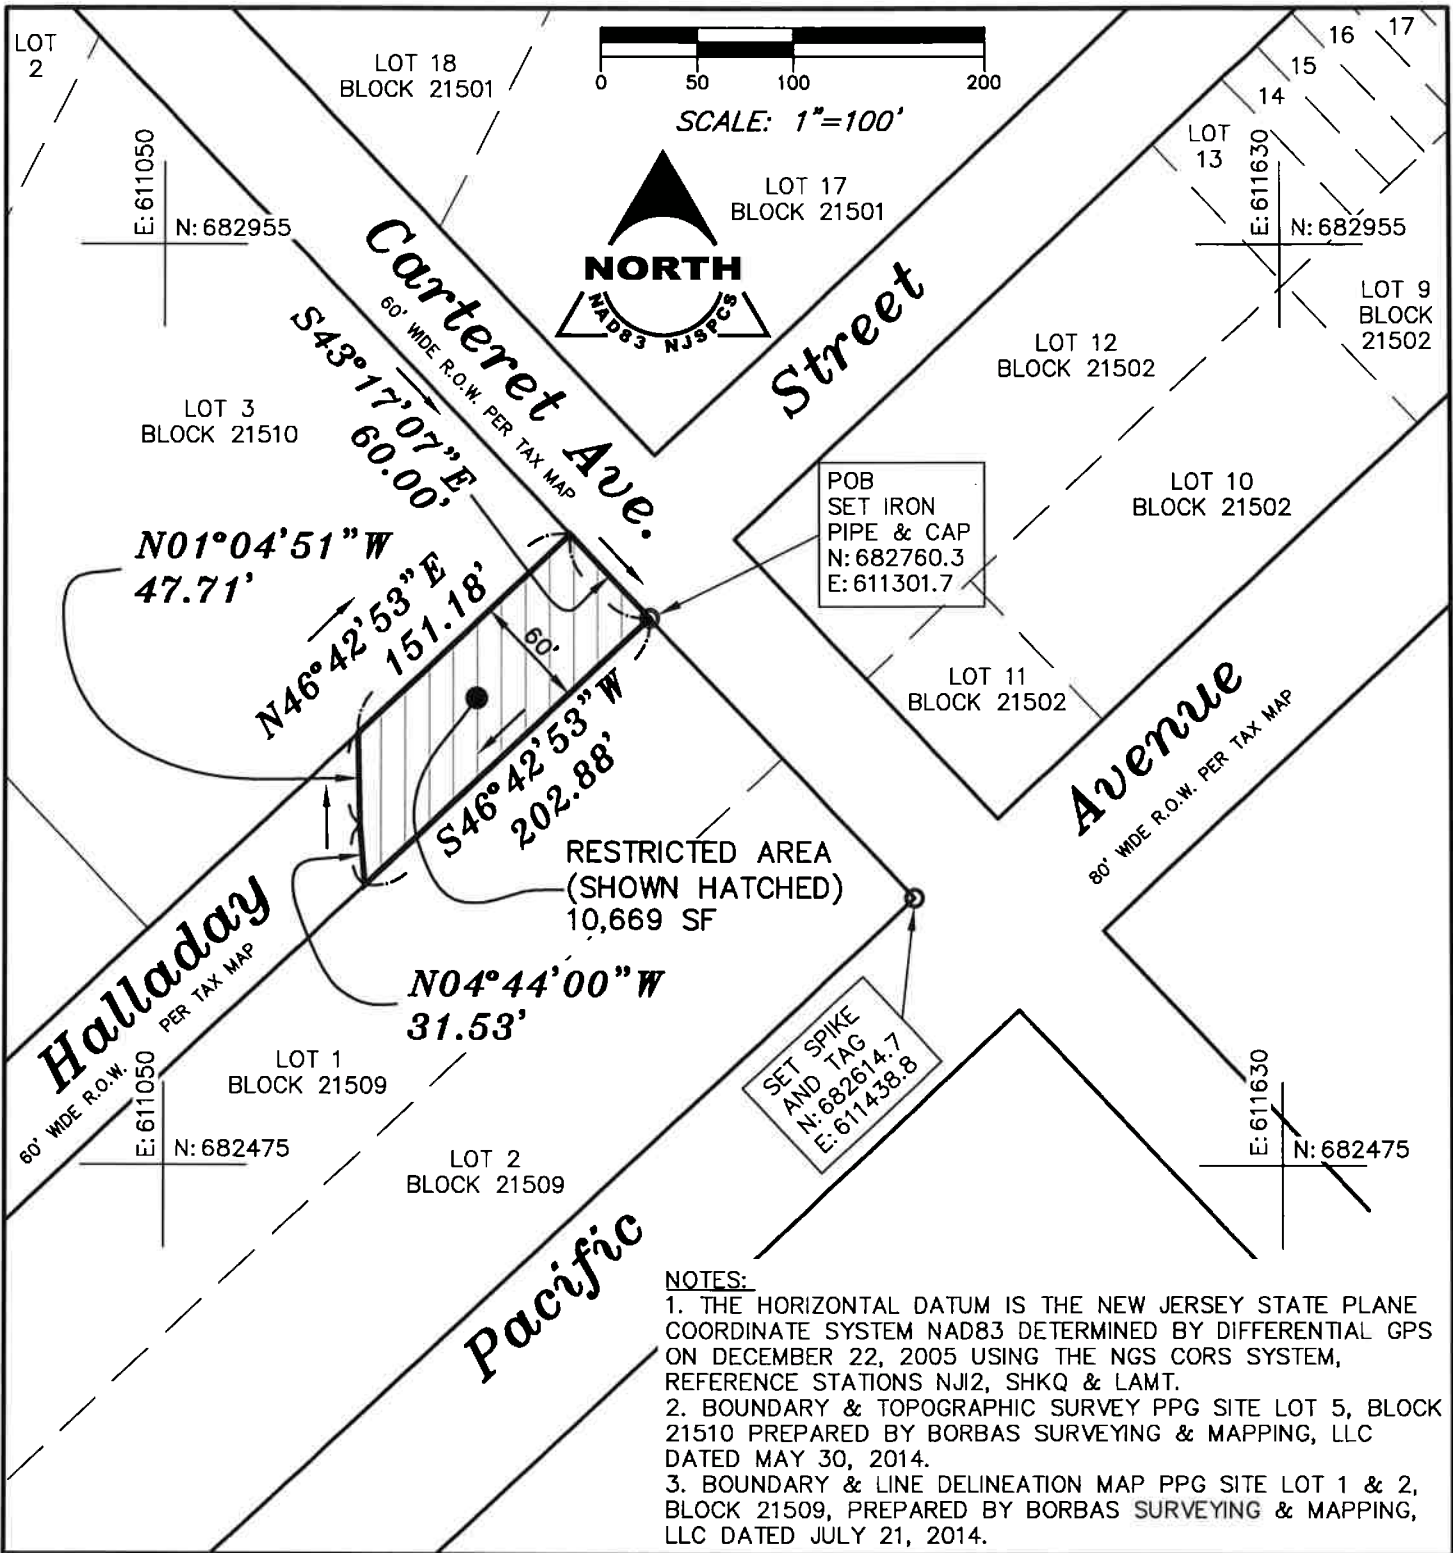 LOT
2
LOT 18
BLOCK 21501
0 50 100 200
SCALE: 1"=100'
16
17
15
14
LOT
13
E: 611050
N: 682955
LOT 17
BLOCK 21501
E: 611630
N: 682955
NORTH
NAD83 NJSPCS
Carteret Ave.
60' WIDE R.O.W. PER TAX MAP
Street
LOT 9
BLOCK
21502
LOT 12
BLOCK 21502
S43°17'07"E
60.00'
LOT 3
BLOCK 21510
POB
SET IRON
PIPE & CAP
N: 682760.3
E: 611301.7
LOT 10
BLOCK 21502
N01°04'51"W
47.71'
N46°42'53"E
151.18'
60'
S46°42'53"W
202.88'
LOT 11
BLOCK 21502
Avenue
80' WIDE R.O.W. PER TAX MAP
RESTRICTED AREA
(SHOWN HATCHED)
10,669 SF
N04°44'00"W
31.53'
Halladay
60' WIDE R.O.W. PER TAX MAP
SET SPIKE
AND TAG
N: 682614.7
E: 611438.8
LOT 1
BLOCK 21509
E: 611050
N: 682475
LOT 2
BLOCK 21509
E: 611630
N: 682475
Pacific
NOTES:
1. THE HORIZONTAL DATUM IS THE NEW JERSEY STATE PLANE
COORDINATE SYSTEM NAD83 DETERMINED BY DIFFERENTIAL GPS
ON DECEMBER 22, 2005 USING THE NGS CORS SYSTEM,
REFERENCE STATIONS NJI2, SHKQ & LAMT.
2. BOUNDARY & TOPOGRAPHIC SURVEY PPG SITE LOT 5, BLOCK
21510 PREPARED BY BORBAS SURVEYING & MAPPING, LLC
DATED MAY 30, 2014.
3. BOUNDARY & LINE DELINEATION MAP PPG SITE LOT 1 & 2,
BLOCK 21509, PREPARED BY BORBAS SURVEYING & MAPPING,
LLC DATED JULY 21, 2014.